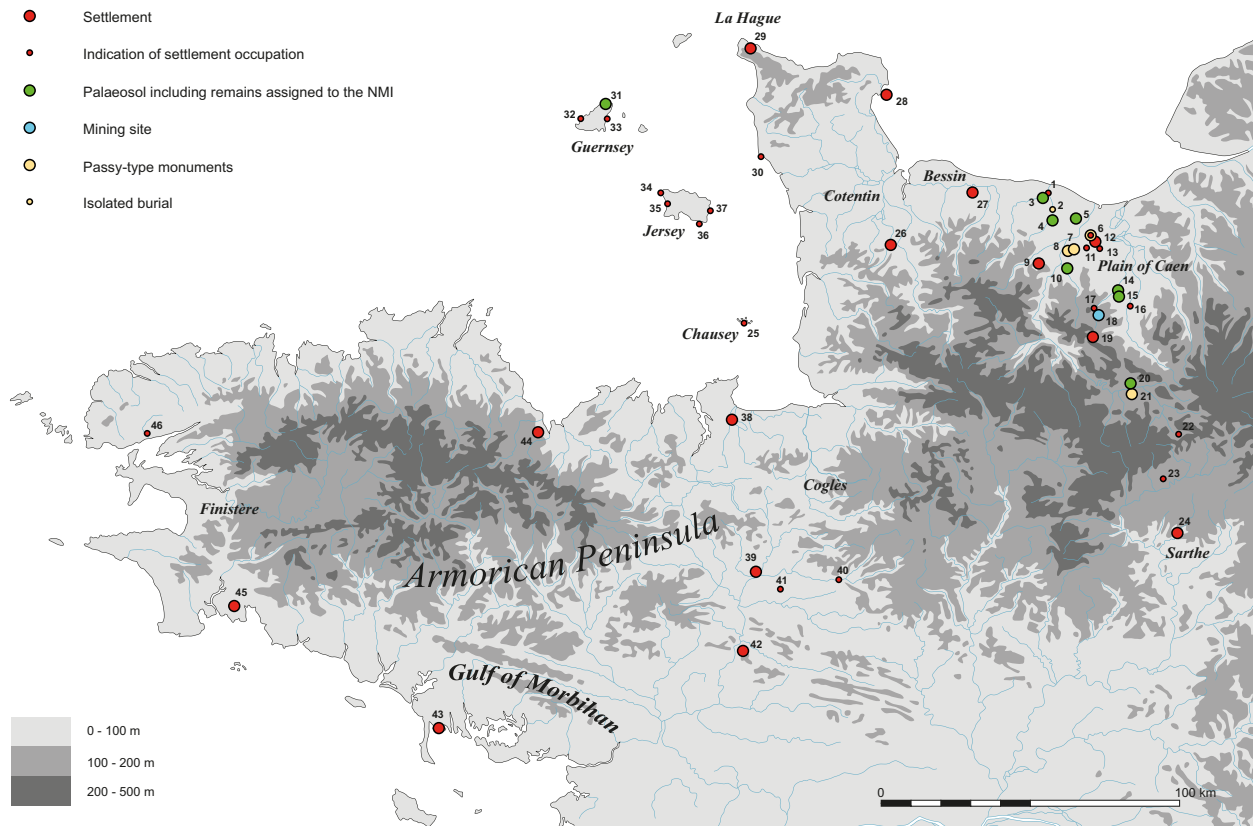 Settlement
Indication of settlement occupation
Palaeosol including remains assigned to the NMI
Mining site
Passy-type monuments
Isolated burial
La Hague
29
28
31
32
33
Guernsey
30
34
35
37
36
Jersey
Cotentin
Bessin
27
26
1
3
2
4
5
6
7
12
8
13
11
9
10
Plain of Caen
14
15
17
16
18
19
20
21
22
23
24
Sarthe
Chausey
25
38
44
46
Finistère
Coglès
Armorican Peninsula
39
41
40
45
42
Gulf of Morbihan
43
0 - 100 m
100 - 200 m
200 - 500 m
0
100 km